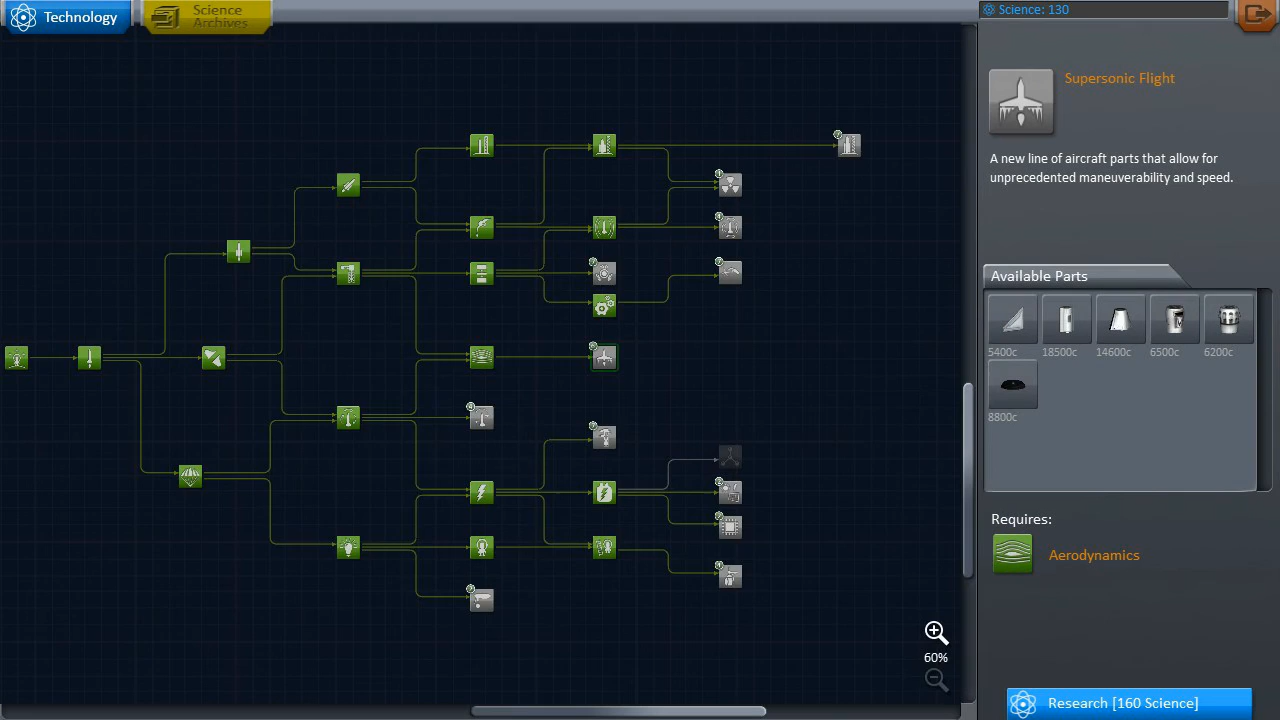 Technology
Science
Archives
Science: 130
Supersonic Flight
A new line of aircraft parts that allow for
unprecedented maneuverability and speed.
Available Parts
5400c 18500c 14600c 6500c 6200c
8800c
Requires:
Aerodynamics
60%
Research [160 Science]